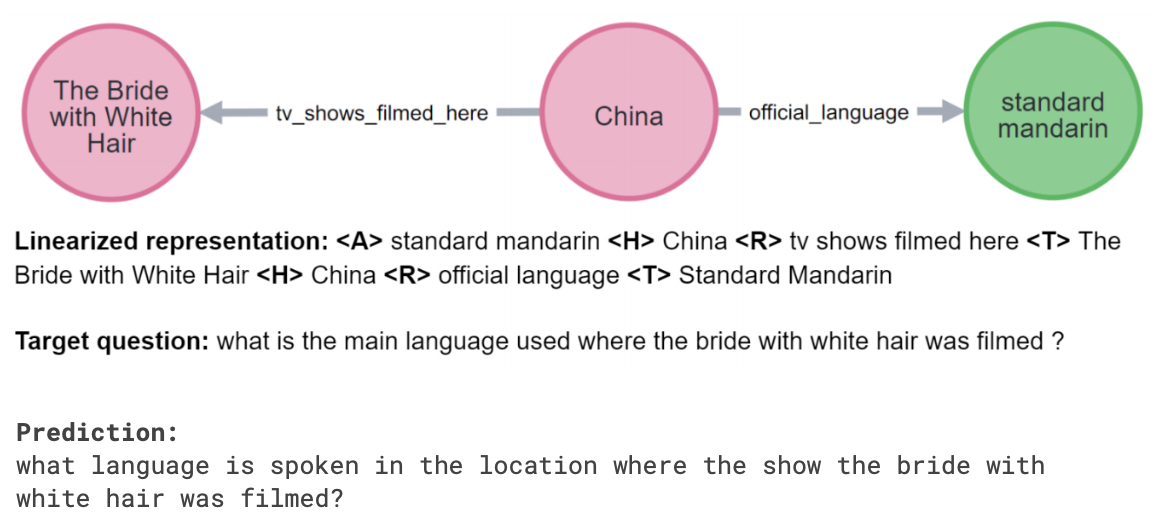 The Bride
with White
Hair
tv_shows_filmed_here
China
official_language
standard
mandarin
Linearized representation: <A> standard mandarin <H> China <R> tv shows filmed here <T> The
Bride with White Hair <H> China <R> official language <T> Standard Mandarin
Target question: what is the main language used where the bride with white hair was filmed ?
Prediction:
what language is spoken in the location where the show the bride with
white hair was filmed?